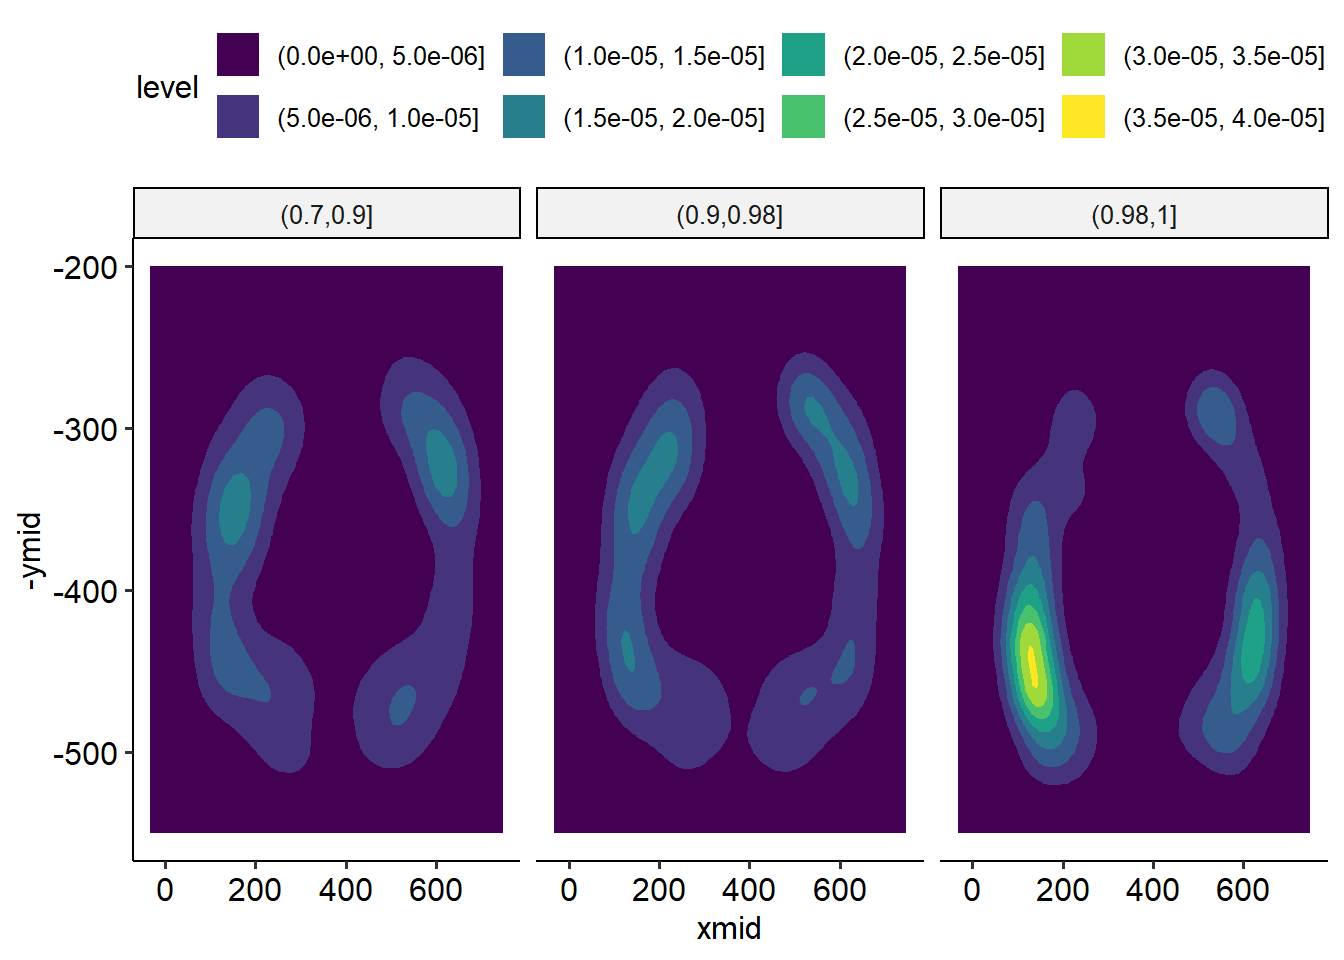 level
(0.0e+00, 5.0e-06] (1.0e-05, 1.5e-05] (2.0e-05, 2.5e-05] (3.0e-05, 3.5e-05]
(5.0e-06, 1.0e-05] (1.5e-05, 2.0e-05] (2.5e-05, 3.0e-05] (3.5e-05, 4.0e-05]
(0.7,0.9] (0.9,0.98] (0.98,1]
-200
-300
-400
-500
-ymid
0 200 400 600 0 200 400 600 0 200 400 600
xmid